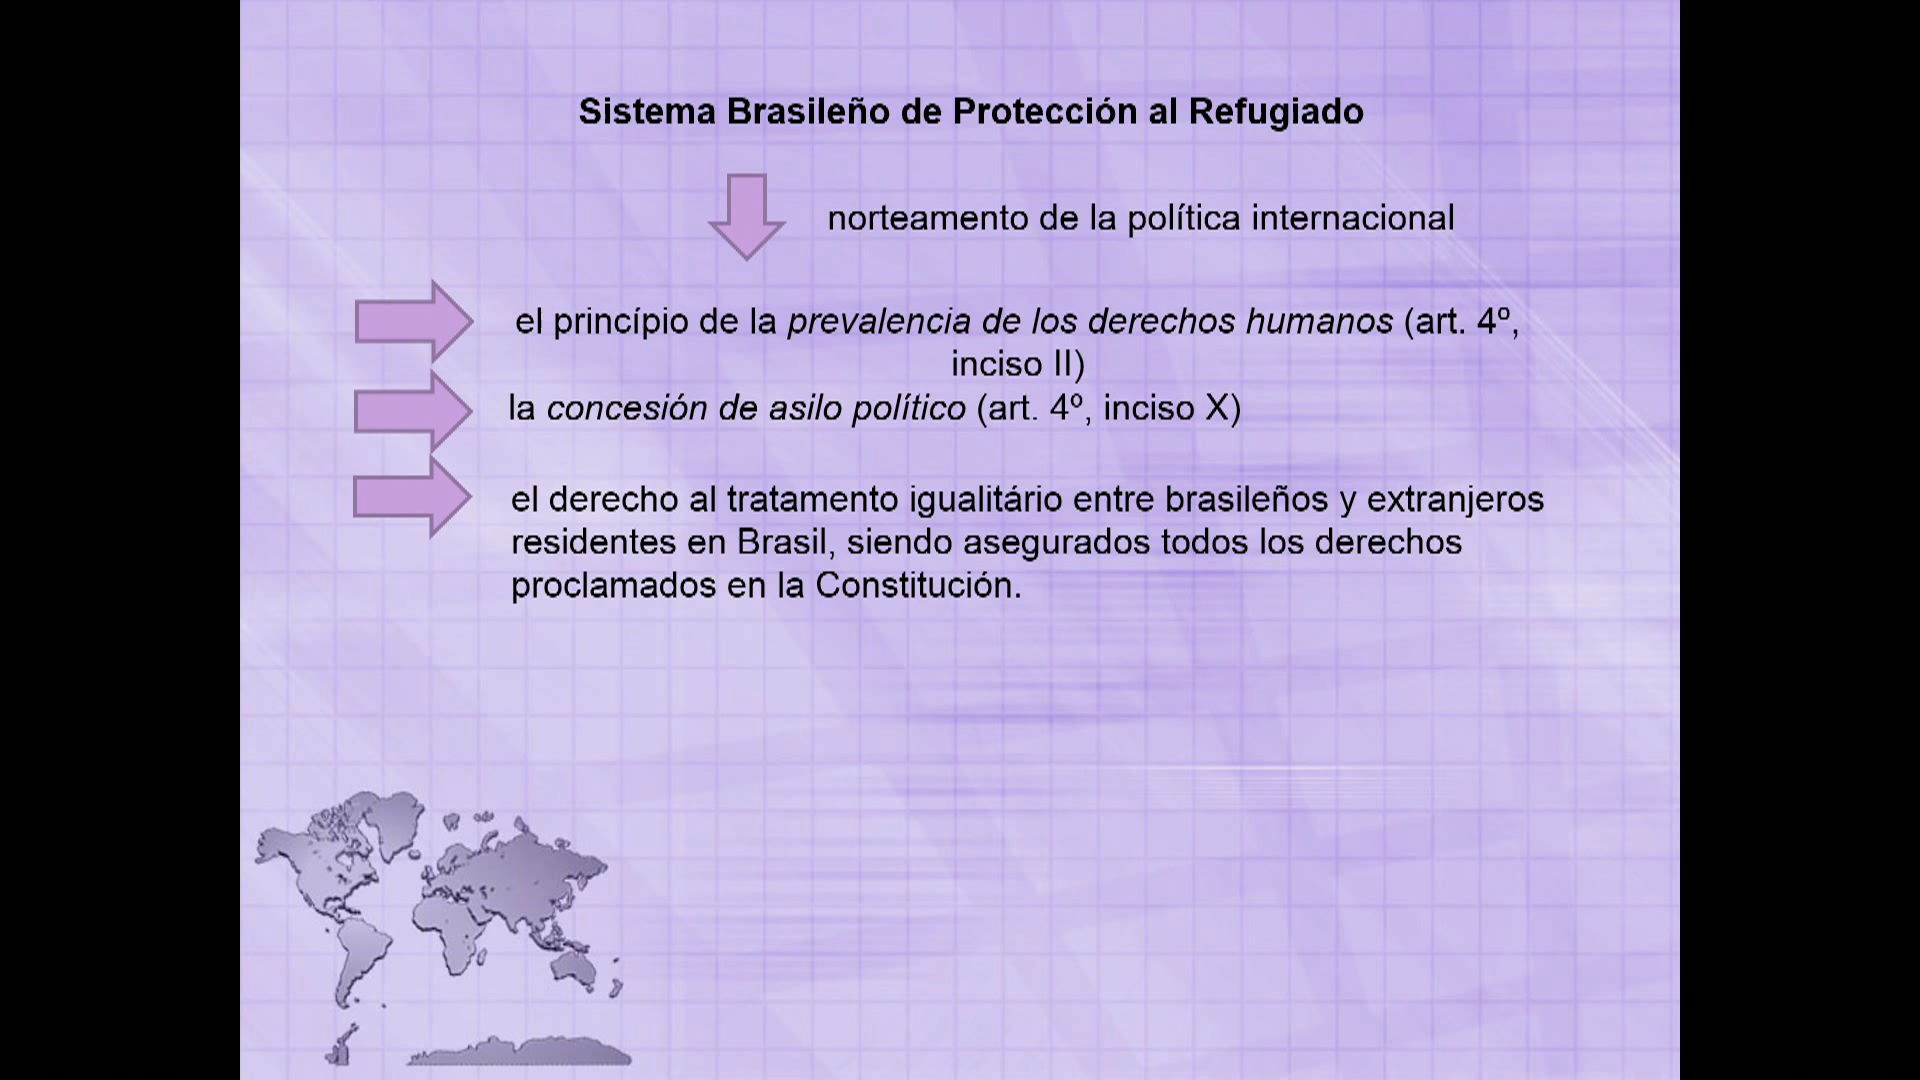 Sistema Brasileño de Protección al Refugiado
norteamento de la política internacional
el princípio de la prevalencia de los derechos humanos (art. 4º,
inciso II)
la concesión de asilo político (art. 4º, inciso X)
el derecho al tratamento igualitário entre brasileños y extranjeros
residentes en Brasil, siendo asegurados todos los derechos
proclamados en la Constitución.